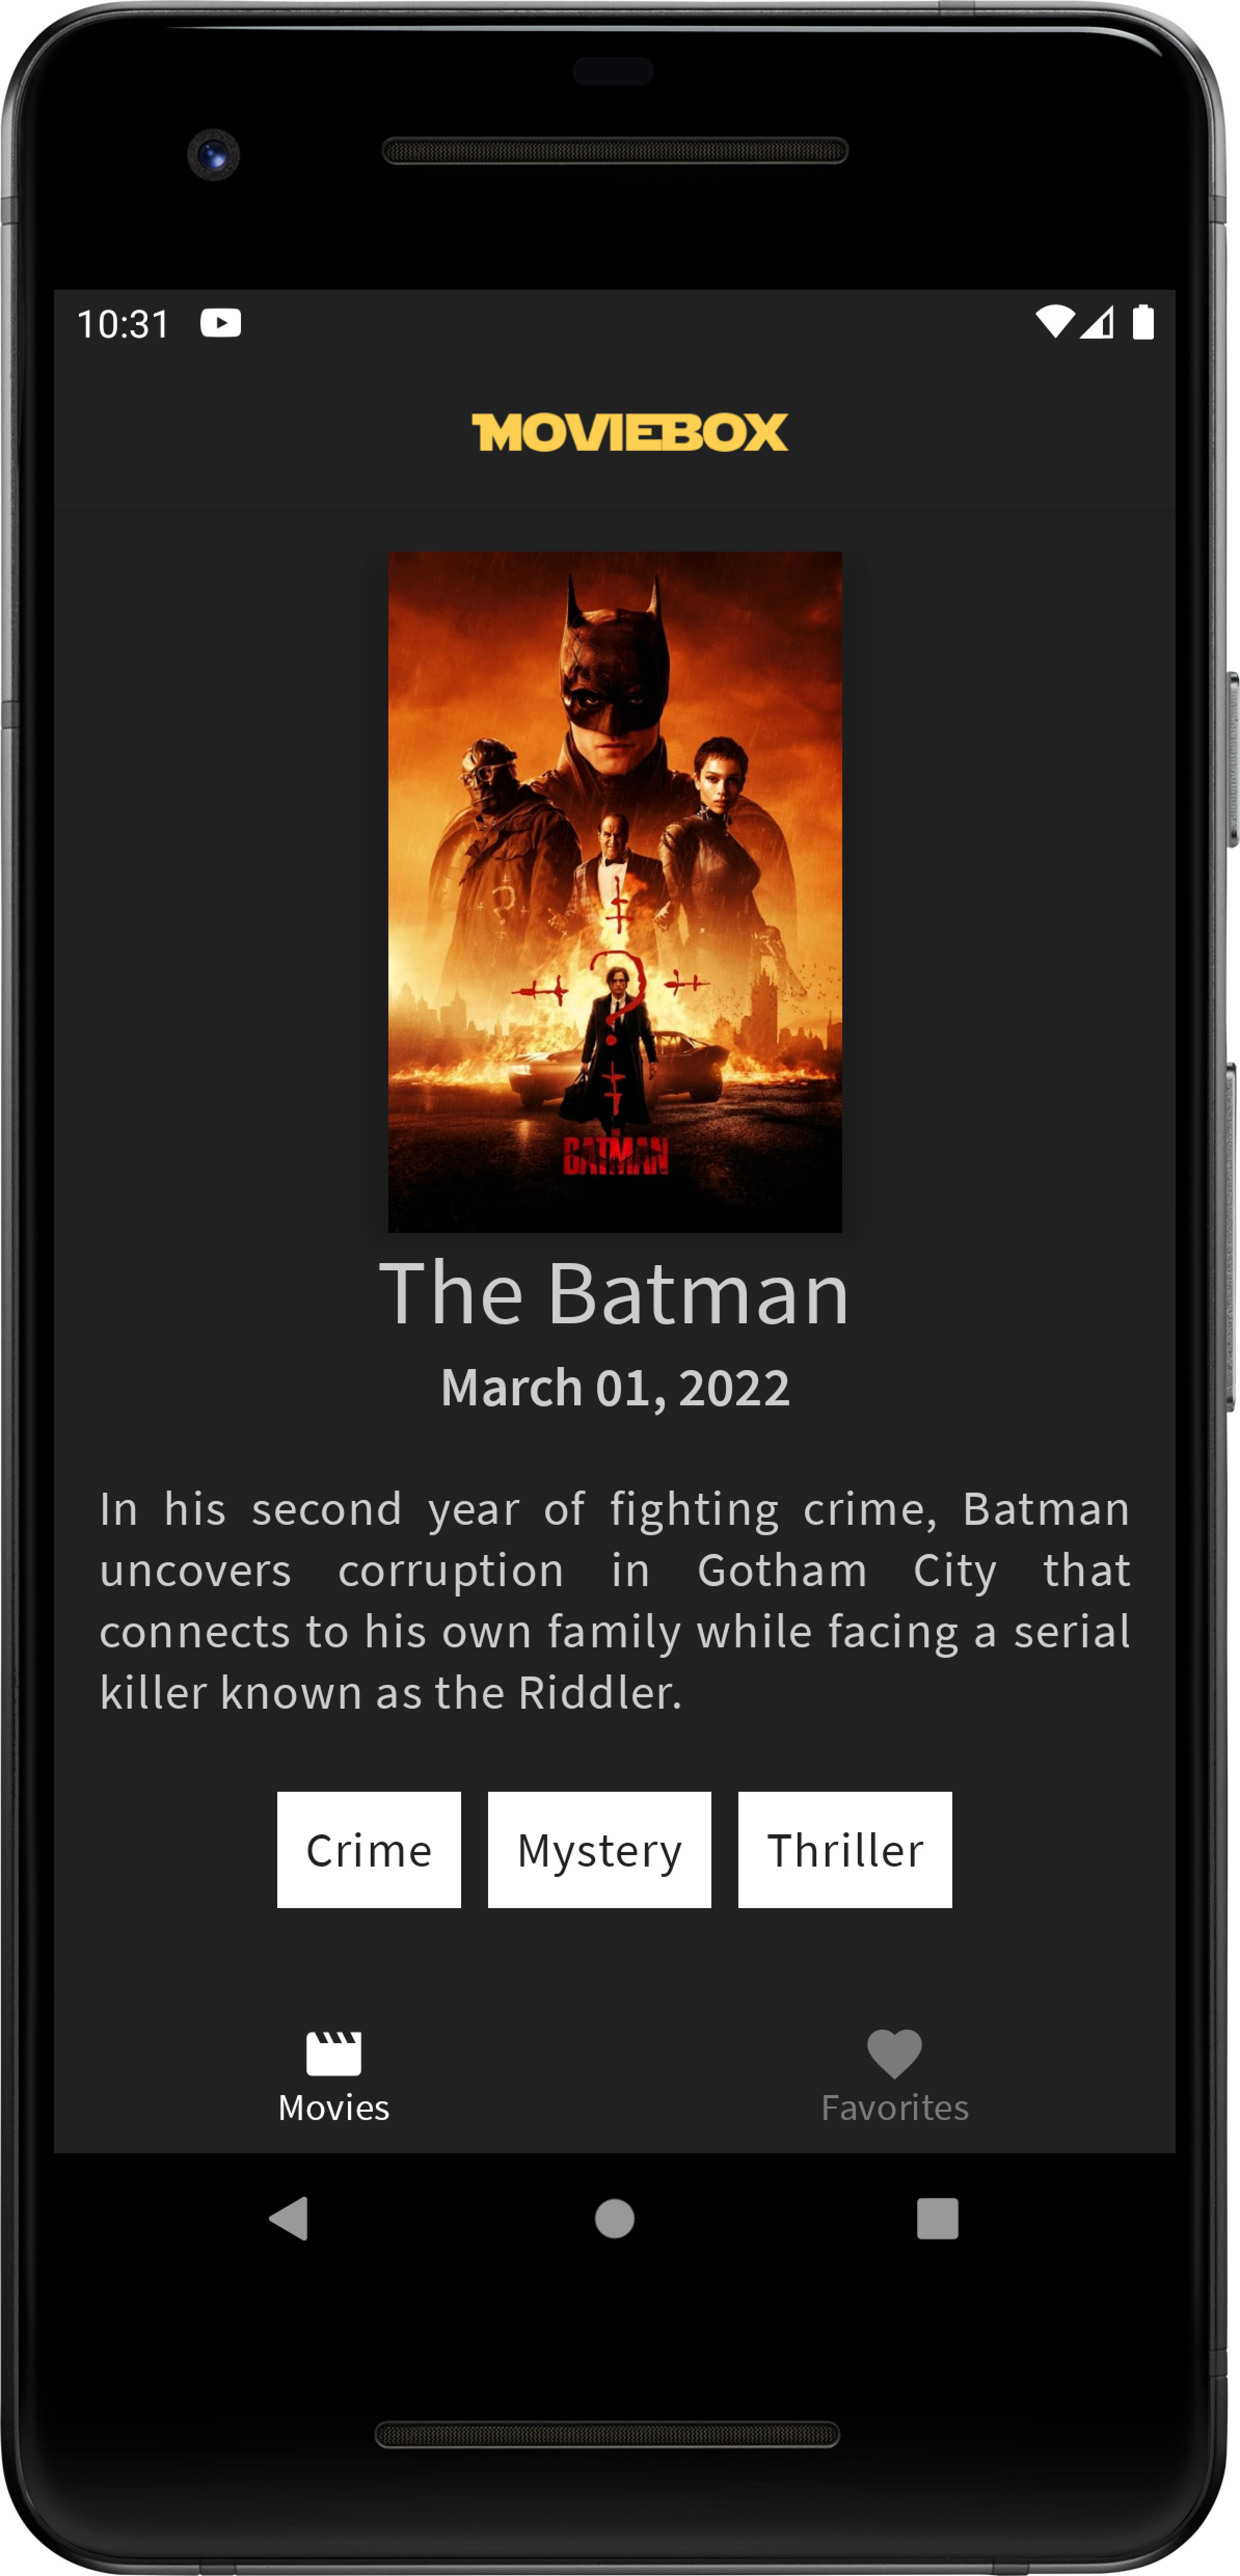 10:31
MOVIEBOX
BATMAN
The Batman
March 01, 2022
In his second year of fighting crime, Batman
uncovers corruption in Gotham City that
connects to his own family while facing a serial
killer known as the Riddler.
Crime Mystery Thriller
Movies Favorites